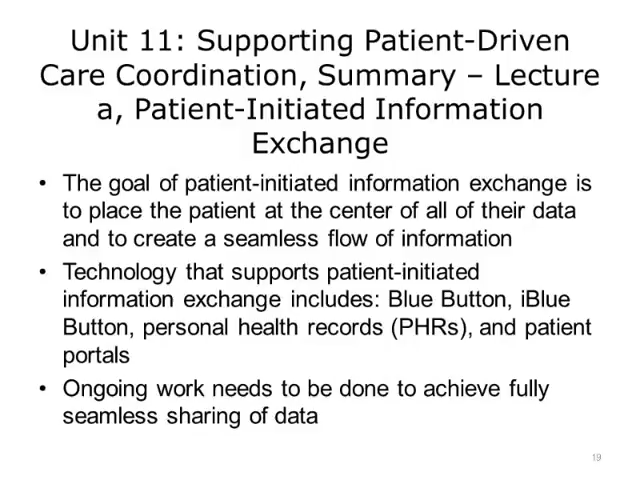 Unit 11: Supporting Patient-Driven
Care Coordination, Summary – Lecture
a, Patient-Initiated Information
Exchange
• The goal of patient-initiated information exchange is
to place the patient at the center of all of their data
and to create a seamless flow of information
• Technology that supports patient-initiated
information exchange includes: Blue Button, iBlue
Button, personal health records (PHRs), and patient
portals
• Ongoing work needs to be done to achieve fully
seamless sharing of data
19